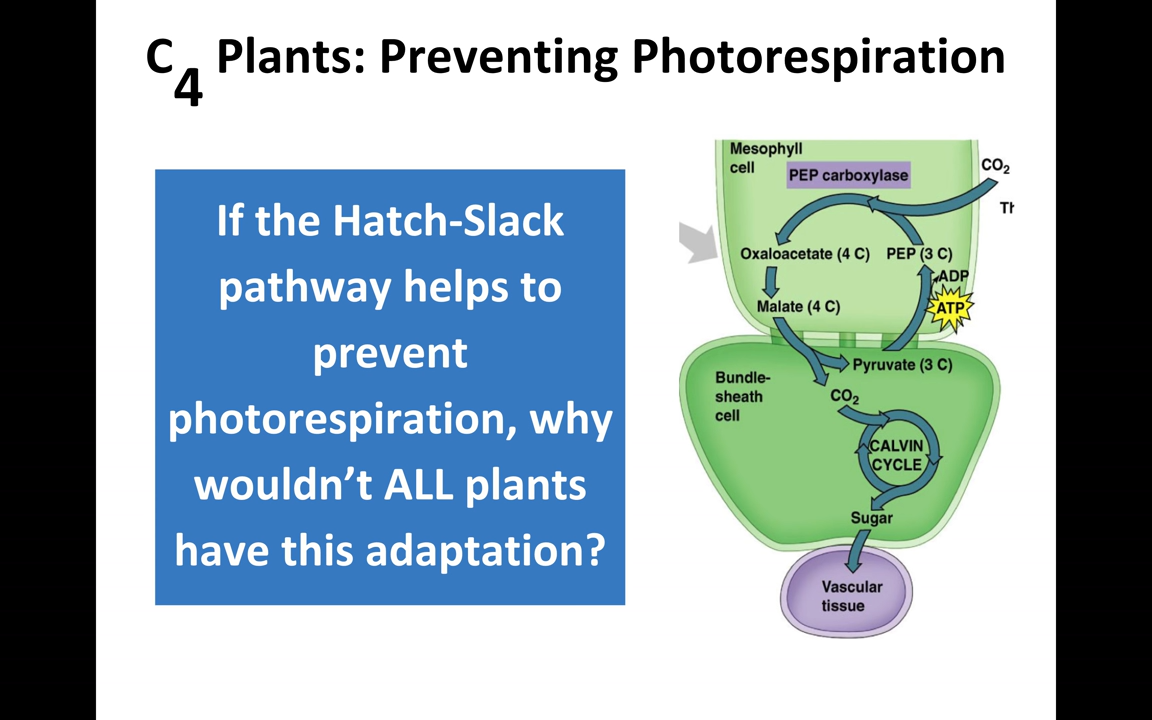 C4 Plants: Preventing Photorespiration
If the Hatch-Slack
pathway helps to
prevent
photorespiration, why
wouldn’t ALL plants
have this adaptation?
Mesophyll
cell
PEP carboxylase
CO2
Th
Oxaloacetate (4 C)
PEP (3 C)
ADP
Malate (4 C)
ATP
Pyruvate (3 C)
Bundle-
sheath
cell
CO2
CALVIN
CYCLE
Sugar
Vascular
tissue